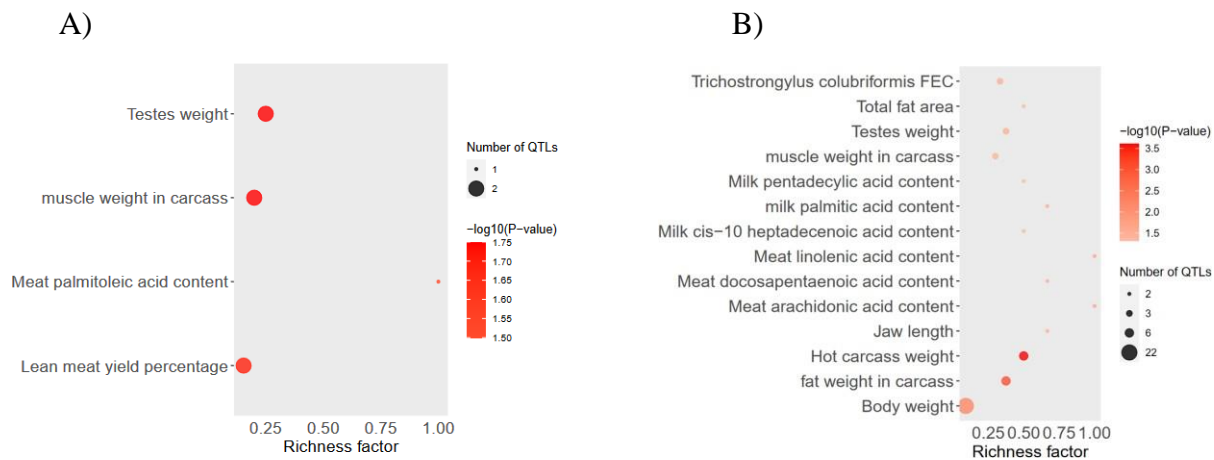 A)
Testes weight
muscle weight in carcass
Meat palmitoleic acid content
Lean meat yield percentage
0.25 0.50 0.75 1.00
Richness factor
Number of QTLs
1
2
−log10(P−value)
1.75
1.70
1.65
1.60
1.55
1.50
B)
Trichostrongylus colubriformis FEC
Total fat area
Testes weight
muscle weight in carcass
Milk pentadecylic acid content
milk palmitic acid content
Milk cis−10 heptadecenoic acid content
Meat linolenic acid content
Meat docosapentaenoic acid content
Meat arachidonic acid content
Jaw length
Hot carcass weight
fat weight in carcass
Body weight
0.25 0.50 0.75 1.00
Richness factor
−log10(P−value)
3.5
3.0
2.5
2.0
1.5
Number of QTLs
2
3
6
22